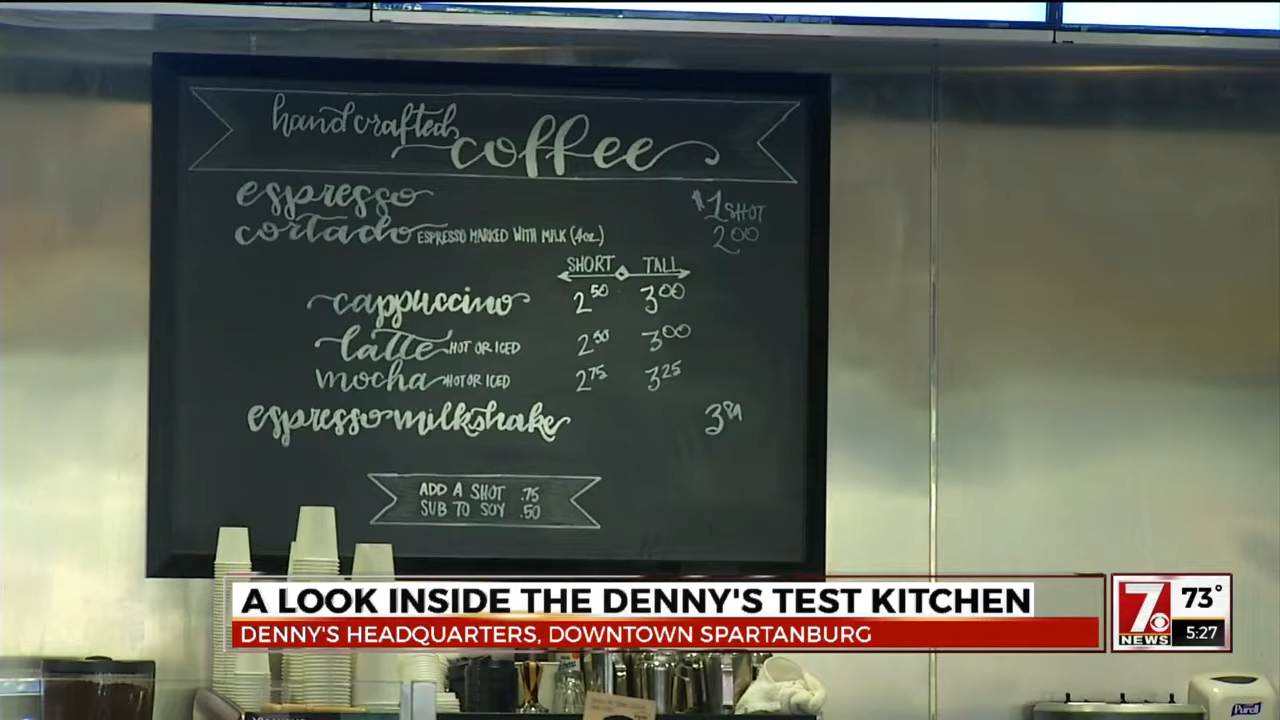 hand crafted
coffee
espresso $1 SHOT
cortado ESPRESSO MARKED WITH MILK (4oz.) 2.00
SHORT TALL
cappuccino 2.50 3.00
latte HOT OR ICED 2.50 3.00
mocha HOT OR ICED 2.75 3.25
espresso milkshake
ADD A SHOT .75
SUB TO SOY .50
A LOOK INSIDE THE DENNY'S TEST KITCHEN
DENNY'S HEADQUARTERS, DOWNTOWN SPARTANBURG
7 73°
NEWS 5:27
Purell